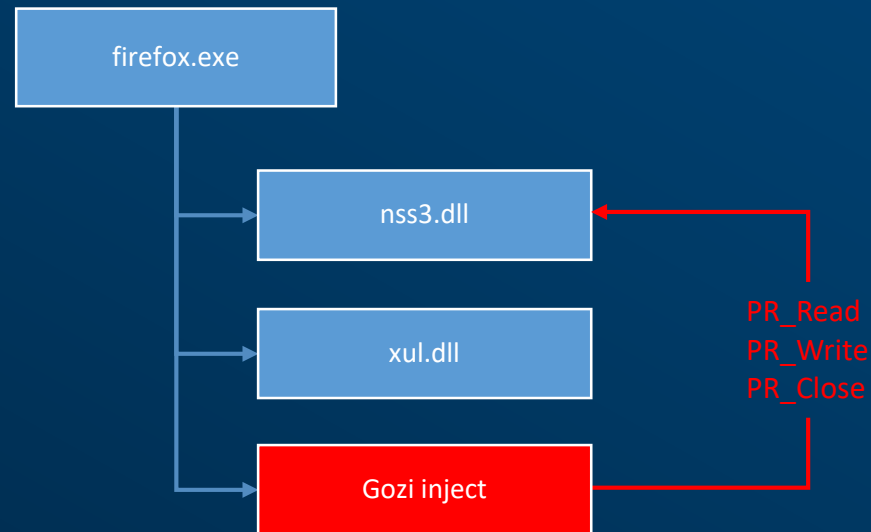 firefox.exe
nss3.dll
xul.dll
PR_Read
PR_Write
PR_Close
Gozi inject